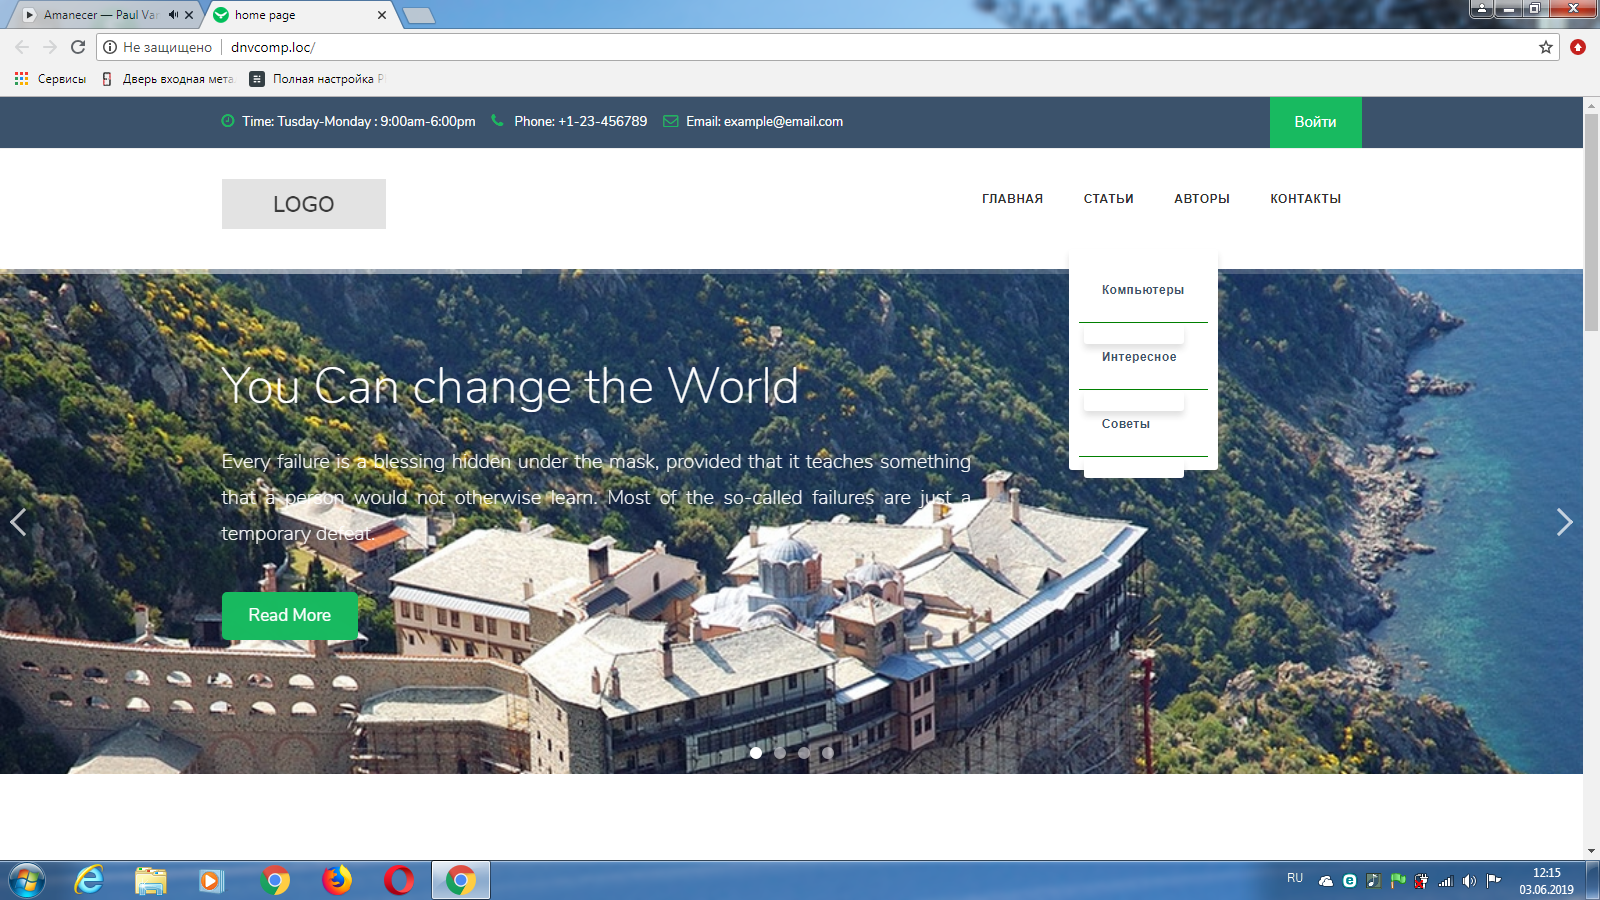 Amanecer — Paul Var
home page
Не защищено
dnvcomp.loc/
Сервисы
Дверь входная мета
Полная настройка P
Time: Tusday-Monday : 9:00am-6:00pm
Phone: +1-23-456789
Email: example@email.com
Войти
LOGO
ГЛАВНАЯ
СТАТЬИ
АВТОРЫ
КОНТАКТЫ
Компьютеры
Интересное
Советы
You Can change the World
Every failure is a blessing hidden under the mask, provided that it teaches something
that a person would not otherwise learn. Most of the so-called failures are just a
temporary defeat.
Read More
RU
12:15
03.06.2019